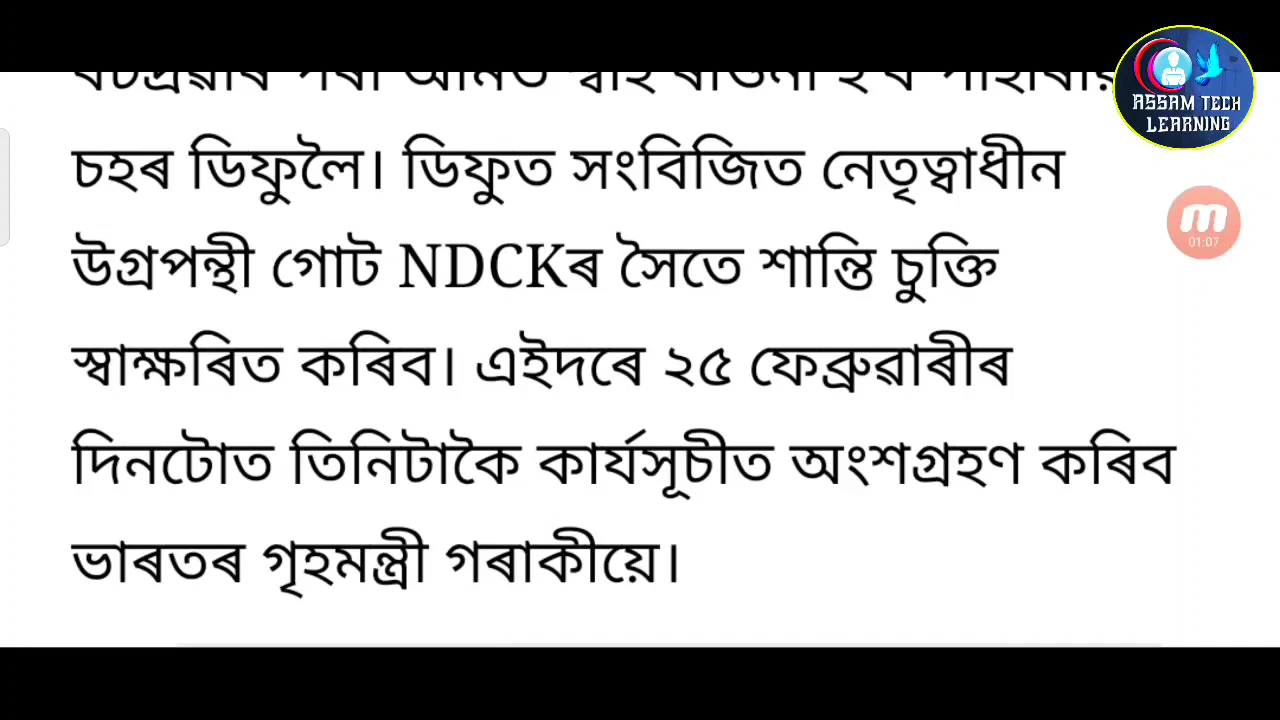 চহৰ ডিফুলৈ। ডিফুত সংবিজিত নেতৃত্বাধীন
উগ্ৰপন্থী গোট NDCKৰ সৈতে শান্তি চুক্তি
স্বাক্ষৰিত কৰিব। এইদৰে ২৫ ফেব্ৰুৱাৰীৰ
দিনটোত তিনিটাকৈ কাৰ্যসূচীত অংশগ্ৰহণ কৰিব
ভাৰতৰ গৃহমন্ত্ৰী গৰাকীয়ে।
ASSAM TECH
LEARNING
01:07